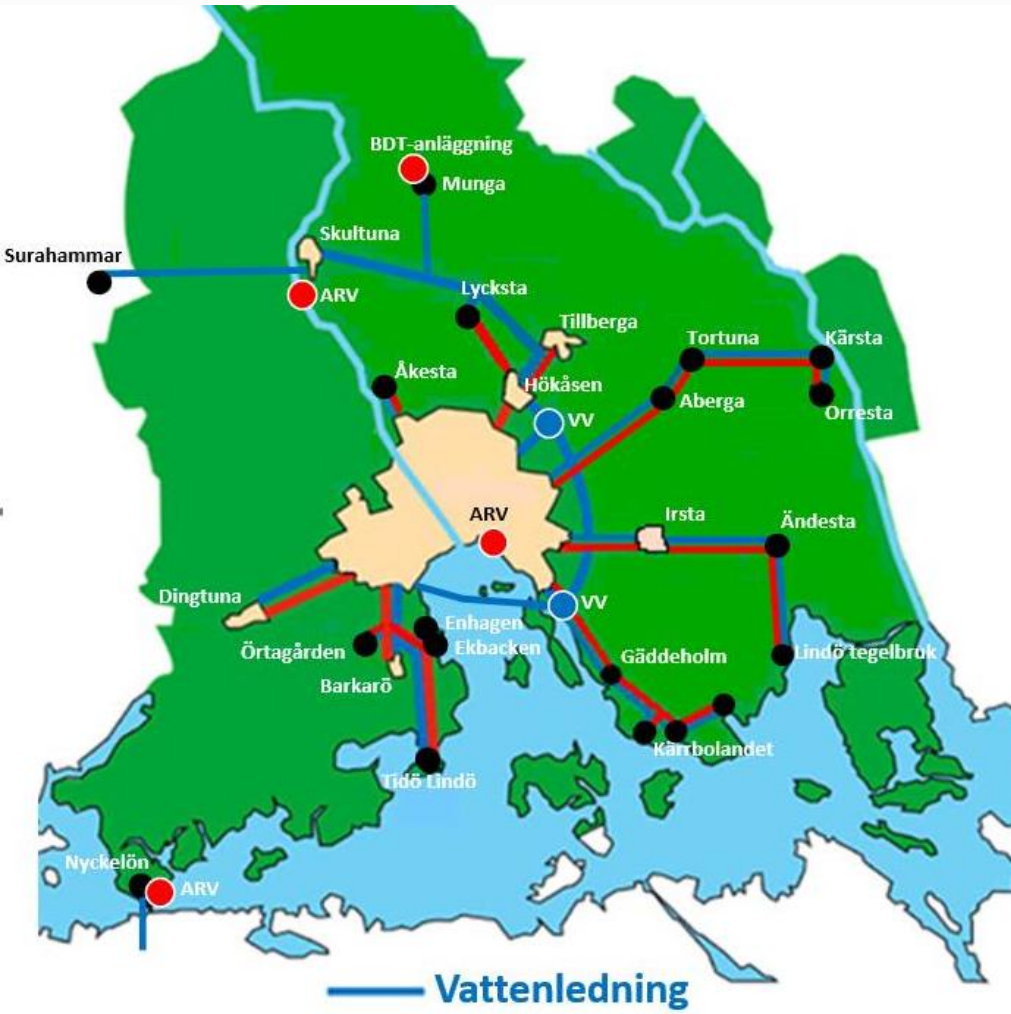 BDT-anläggning
Munga
Skultuna
Surahammar
Lycksta
ARV
Tillberga
Tortuna
Kärsta
Åkesta
Hökåsen
Aberga
Orresta
VV
ARV
Irsta
Ändesta
Dingtuna
VV
Enhagen
Örtagården
Ekbacken
Gäddeholm
Lindö tegelbruk
Barkarö
Kärrbolandet
Tidö Lindö
Nyckelön
ARV
Vattenledning